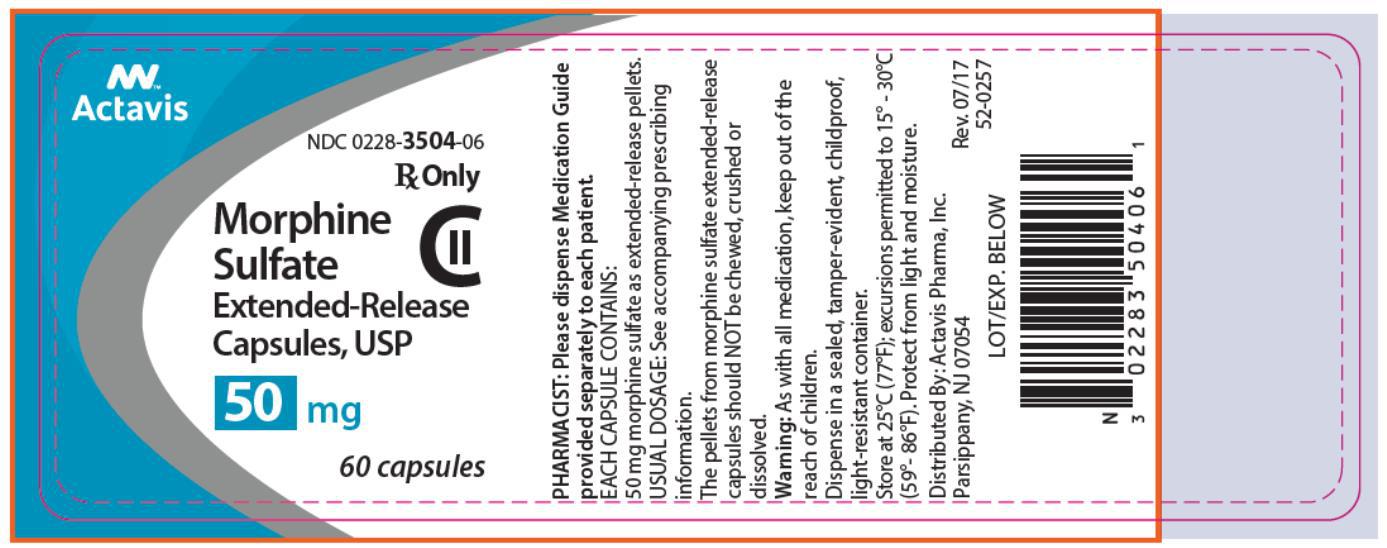 Actavis
NDC 0228-3504-06
Rx Only
Morphine
Sulfate
CII
Extended-Release
Capsules, USP
50 mg
60 capsules
PHARMACIST: Please dispense Medication Guide
provided separately to each patient.
EACH CAPSULE CONTAINS:
50 mg morphine sulfate as extended-release pellets.
USUAL DOSAGE: See accompanying prescribing
information.
The pellets from morphine sulfate extended-release
capsules should NOT be chewed, crushed or
dissolved.
Warning: As with all medication, keep out of the
reach of children.
Dispense in a sealed, tamper-evident, childproof,
light-resistant container.
Store at 25°C (77°F); excursions permitted to 15° - 30°C
(59°- 86°F). Protect from light and moisture.
Distributed By: Actavis Pharma, Inc.
Parsippany, NJ 07054
Rev. 07/17
52-0257
LOT/EXP. BELOW
N
3 0228350406 1